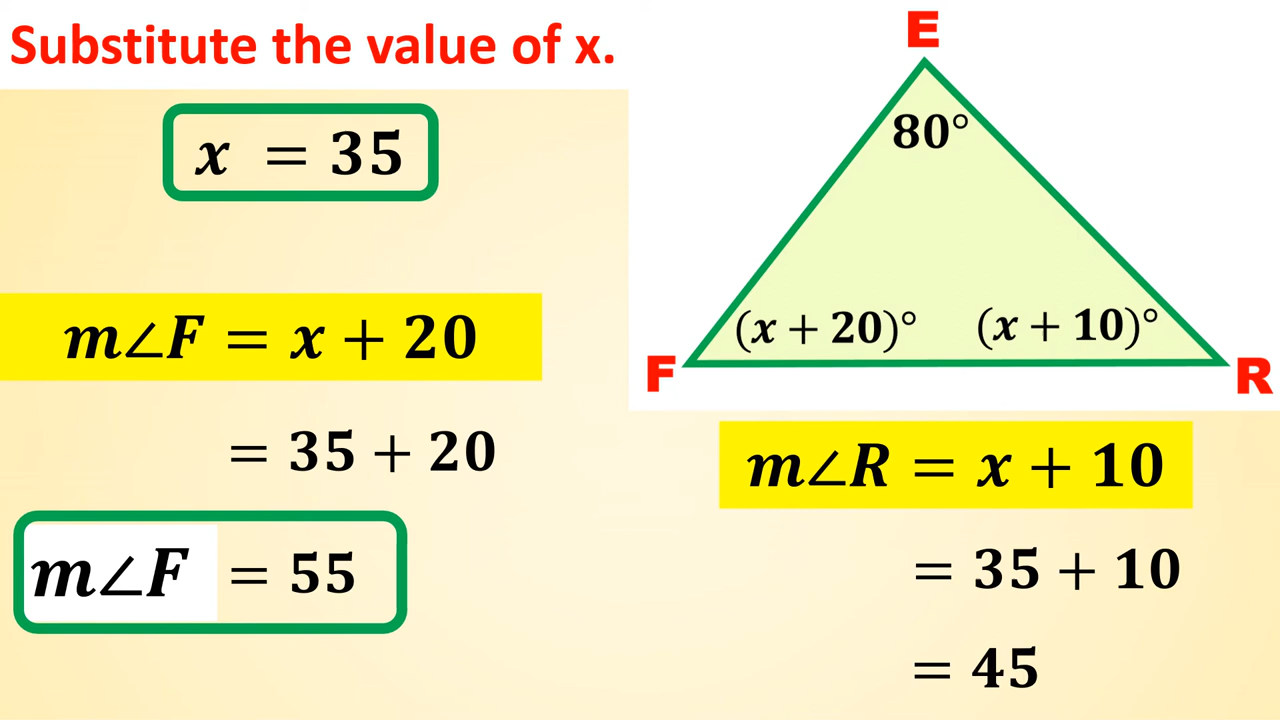 Substitute the value of x.
x = 35
m∠F = x + 20
= 35 + 20
m∠F = 55
E
80°
(x + 20)° (x + 10)°
F R
m∠R = x + 10
= 35 + 10
= 45